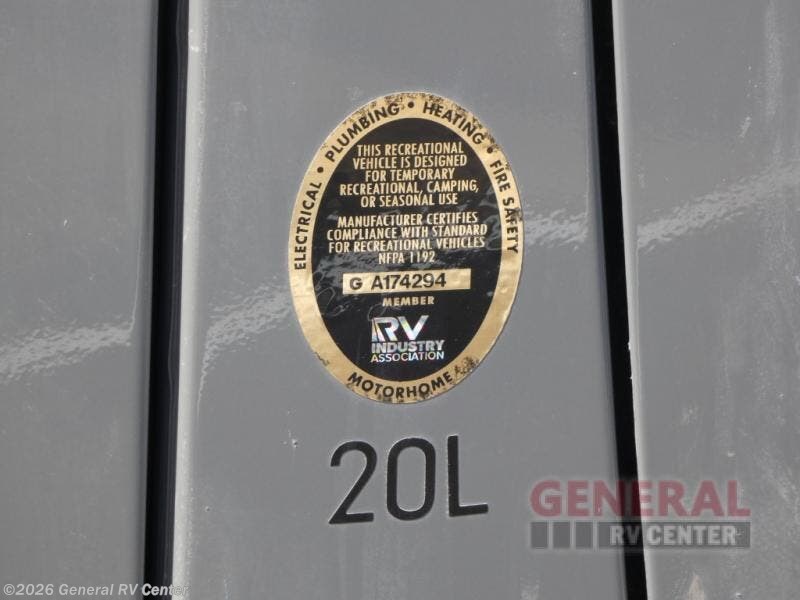 ELECTRICAL • PLUMBING • HEATING • FIRE SAFETY
THIS RECREATIONAL
VEHICLE IS DESIGNED
FOR TEMPORARY
RECREATIONAL, CAMPING,
OR SEASONAL USE
MANUFACTURER CERTIFIES
COMPLIANCE WITH STANDARD
FOR RECREATIONAL VEHICLES
NFPA 1192
G A174294
MEMBER
RV
INDUSTRY
ASSOCIATION
MOTORHOME
20L
GENERAL
RV CENTER
©2026 General RV Center